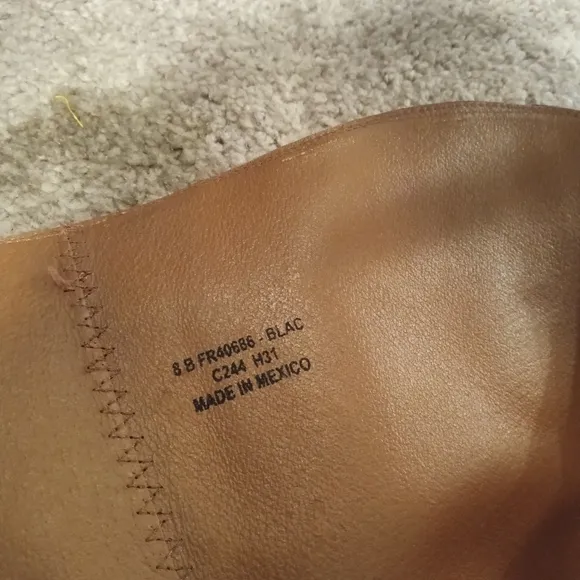 8 B FR40686 - BLAC
C244 H31
MADE IN MEXICO